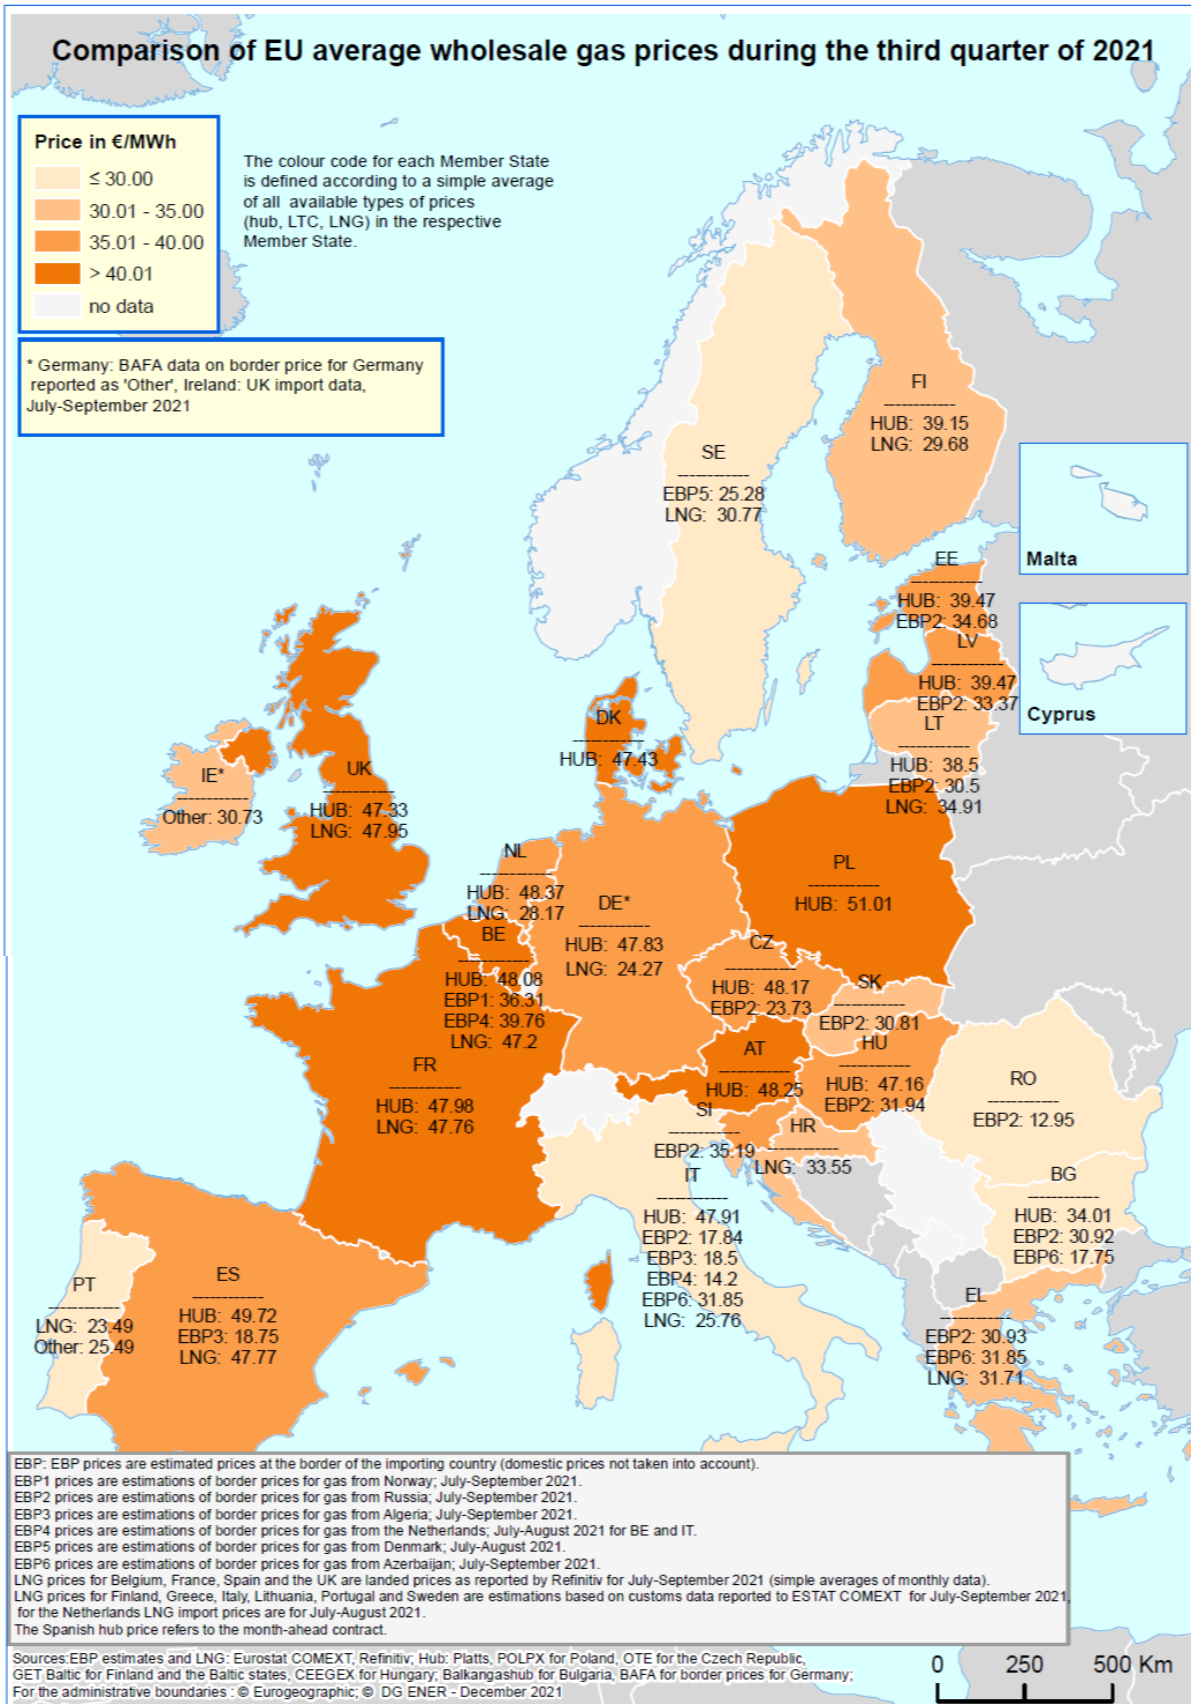 Comparison of EU average wholesale gas prices during the third quarter of 2021
Price in €/MWh
≤ 30.00
30.01 - 35.00
35.01 - 40.00
> 40.01
no data
The colour code for each Member State
is defined according to a simple average
of all available types of prices
(hub, LTC, LNG) in the respective
Member State.
* Germany: BAFA data on border price for Germany
reported as 'Other', Ireland: UK import data,
July-September 2021
FI
------------
HUB: 39.15
LNG: 29.68
SE
------------
EBP5: 25.28
LNG: 30.77
Malta
EE
------------
HUB: 39.47
EBP2: 34.68
LV
------------
HUB: 39.47
EBP2: 33.37
Cyprus
LT
------------
HUB: 38.5
EBP2: 30.5
LNG: 34.91
DK
------------
HUB: 47.43
IE*
------------
Other: 30.73
UK
------------
HUB: 47.33
LNG: 47.95
NL
------------
HUB: 48.37
LNG: 28.17
BE
------------
HUB: 48.08
EBP1: 36.31
EBP4: 39.76
LNG: 47.2
DE*
------------
HUB: 47.83
LNG: 24.27
PL
------------
HUB: 51.01
CZ
------------
HUB: 48.17
EBP2: 23.73
SK
------------
EBP2: 30.81
FR
------------
HUB: 47.98
LNG: 47.76
AT
------------
HUB: 48.25
HU
------------
HUB: 47.16
EBP2: 31.94
RO
------------
EBP2: 12.95
SI
------------
EBP2: 35.19
HR
------------
LNG: 33.55
IT
------------
HUB: 47.91
EBP2: 17.84
EBP3: 18.5
EBP4: 14.2
EBP6: 31.85
LNG: 25.76
BG
------------
HUB: 34.01
EBP2: 30.92
EBP6: 17.75
PT
------------
LNG: 23.49
Other: 25.49
ES
------------
HUB: 49.72
EBP3: 18.75
LNG: 47.77
EL
------------
EBP2: 30.93
EBP6: 31.85
LNG: 31.71
EBP: EBP prices are estimated prices at the border of the importing country (domestic prices not taken into account).
EBP1 prices are estimations of border prices for gas from Norway; July-September 2021.
EBP2 prices are estimations of border prices for gas from Russia; July-September 2021.
EBP3 prices are estimations of border prices for gas from Algeria; July-September 2021.
EBP4 prices are estimations of border prices for gas from the Netherlands; July-August 2021 for BE and IT.
EBP5 prices are estimations of border prices for gas from Denmark; July-August 2021.
EBP6 prices are estimations of border prices for gas from Azerbaijan; July-September 2021.
LNG prices for Belgium, France, Spain and the UK are landed prices as reported by Refinitiv for July-September 2021 (simple averages of monthly data).
LNG prices for Finland, Greece, Italy, Lithuania, Portugal and Sweden are estimations based on customs data reported to ESTAT COMEXT for July-September 2021,
for the Netherlands LNG import prices are for July-August 2021.
The Spanish hub price refers to the month-ahead contract.
Sources:EBP estimates and LNG: Eurostat COMEXT, Refinitiv; Hub: Platts, POLPX for Poland, OTE for the Czech Republic,
GET Baltic for Finland and the Baltic states, CEEGEX for Hungary; Balkangashub for Bulgaria, BAFA for border prices for Germany;
For the administrative boundaries : © Eurogeographic; © DG ENER - December 2021
0 250 500 Km